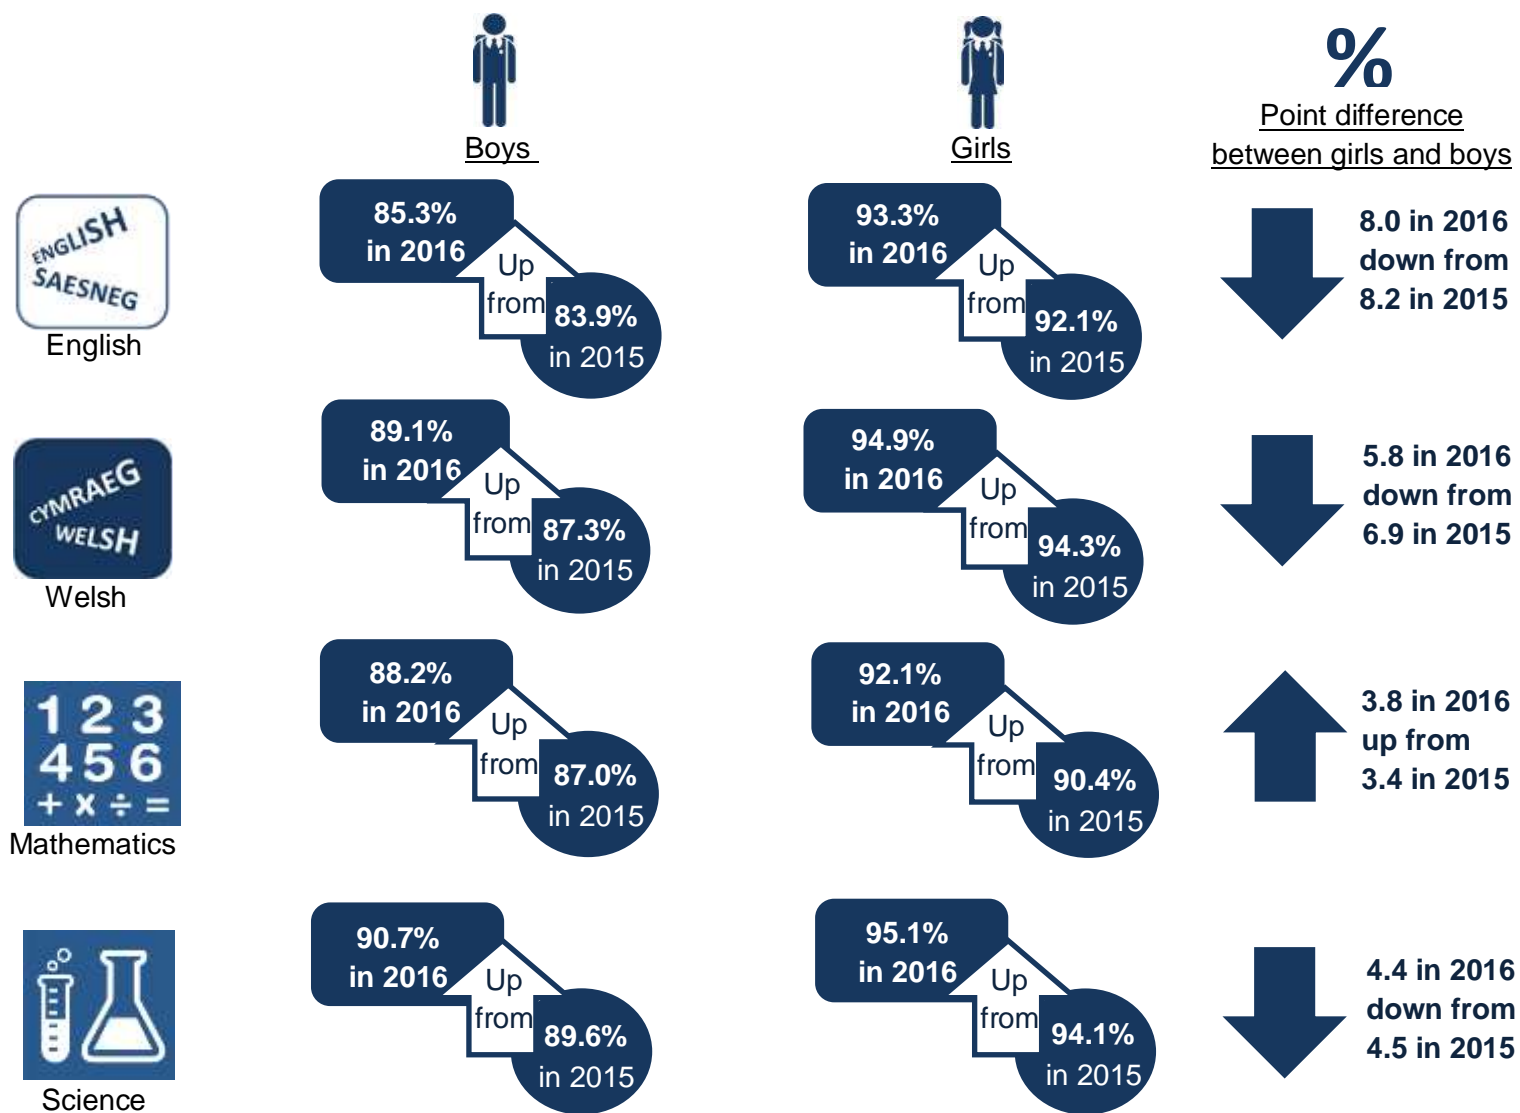 %
Boys
Girls
Point difference
between girls and boys
ENGLISH
SAESNEG
English
85.3%
in 2016
Up
from
83.9%
in 2015
93.3%
in 2016
Up
from
92.1%
in 2015
8.0 in 2016
down from
8.2 in 2015
CYMRAEG
WELSH
Welsh
89.1%
in 2016
Up
from
87.3%
in 2015
94.9%
in 2016
Up
from
94.3%
in 2015
5.8 in 2016
down from
6.9 in 2015
1 2 3
4 5 6
+ x ÷ =
Mathematics
88.2%
in 2016
Up
from
87.0%
in 2015
92.1%
in 2016
Up
from
90.4%
in 2015
3.8 in 2016
up from
3.4 in 2015
Science
90.7%
in 2016
Up
from
89.6%
in 2015
95.1%
in 2016
Up
from
94.1%
in 2015
4.4 in 2016
down from
4.5 in 2015